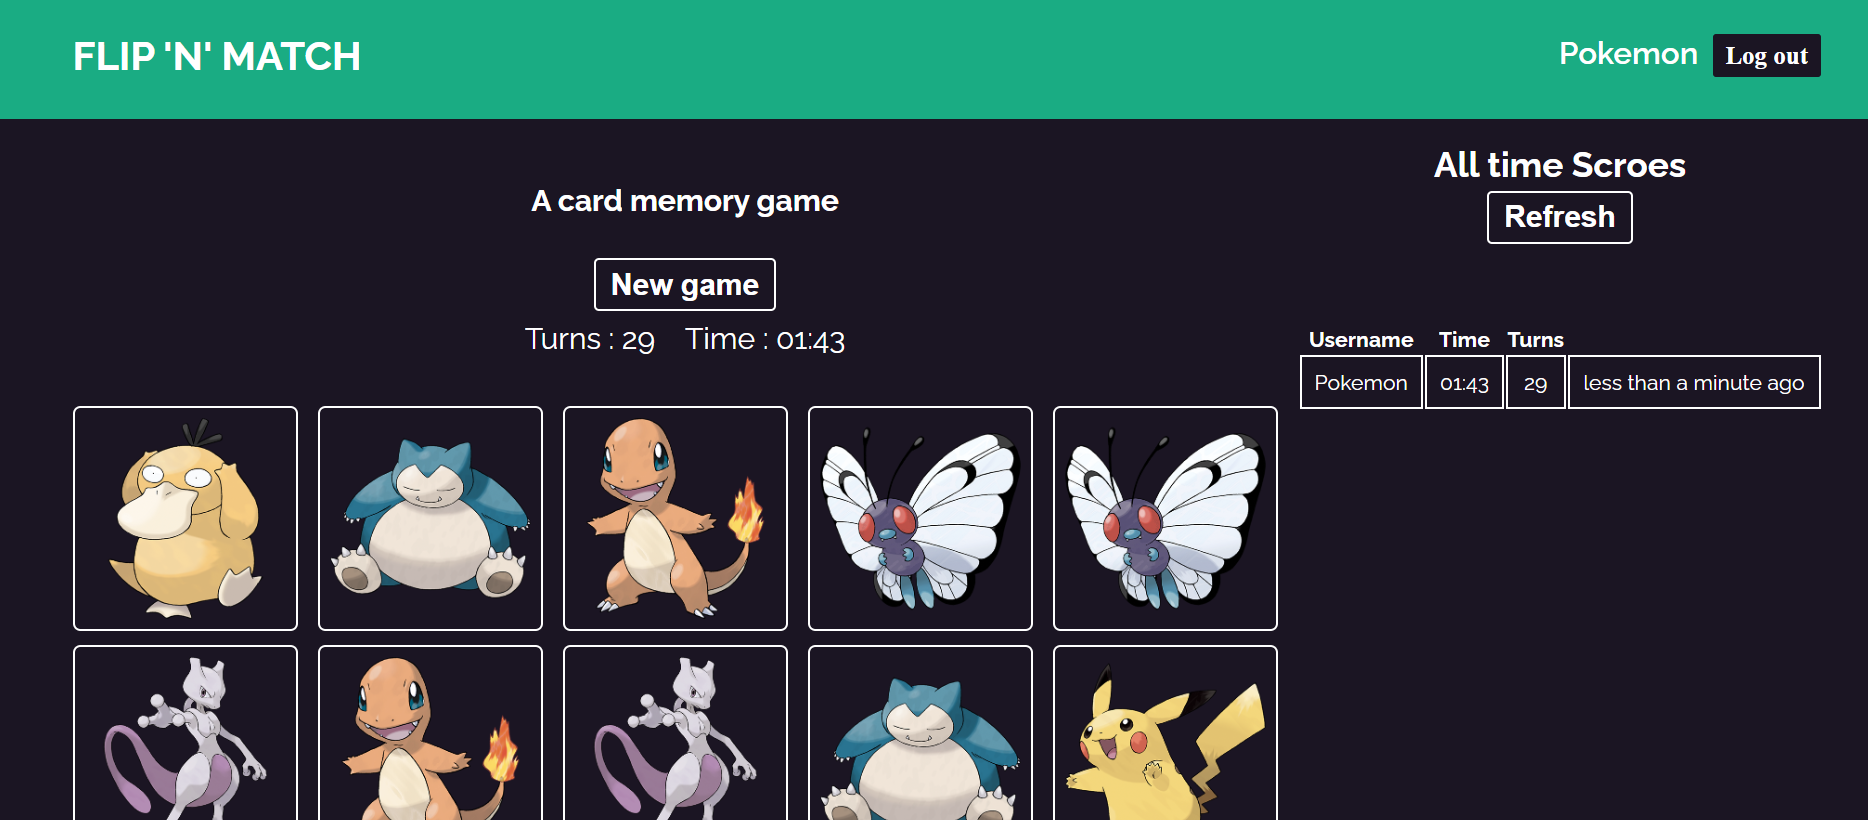 FLIP 'N' MATCH
Pokemon Log out
A card memory game
New game
Turns : 29 Time : 01:43
All time Scroes
Refresh
Username Time Turns
Pokemon 01:43 29 less than a minute ago